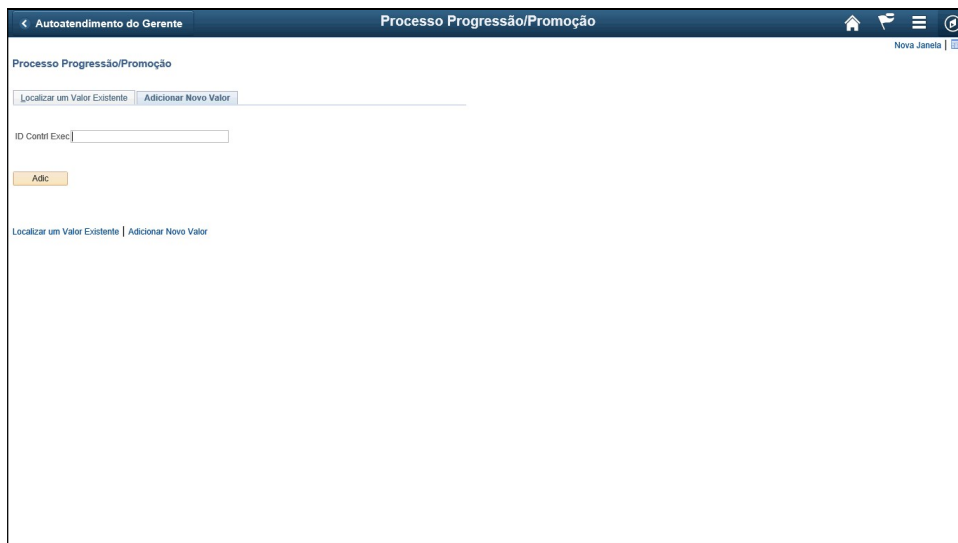 Autoatendimento do Gerente
Processo Progressão/Promoção
Nova Janela |
Processo Progressão/Promoção
Localizar um Valor Existente
Adicionar Novo Valor
ID Contrl Exec
Adic
Localizar um Valor Existente | Adicionar Novo Valor